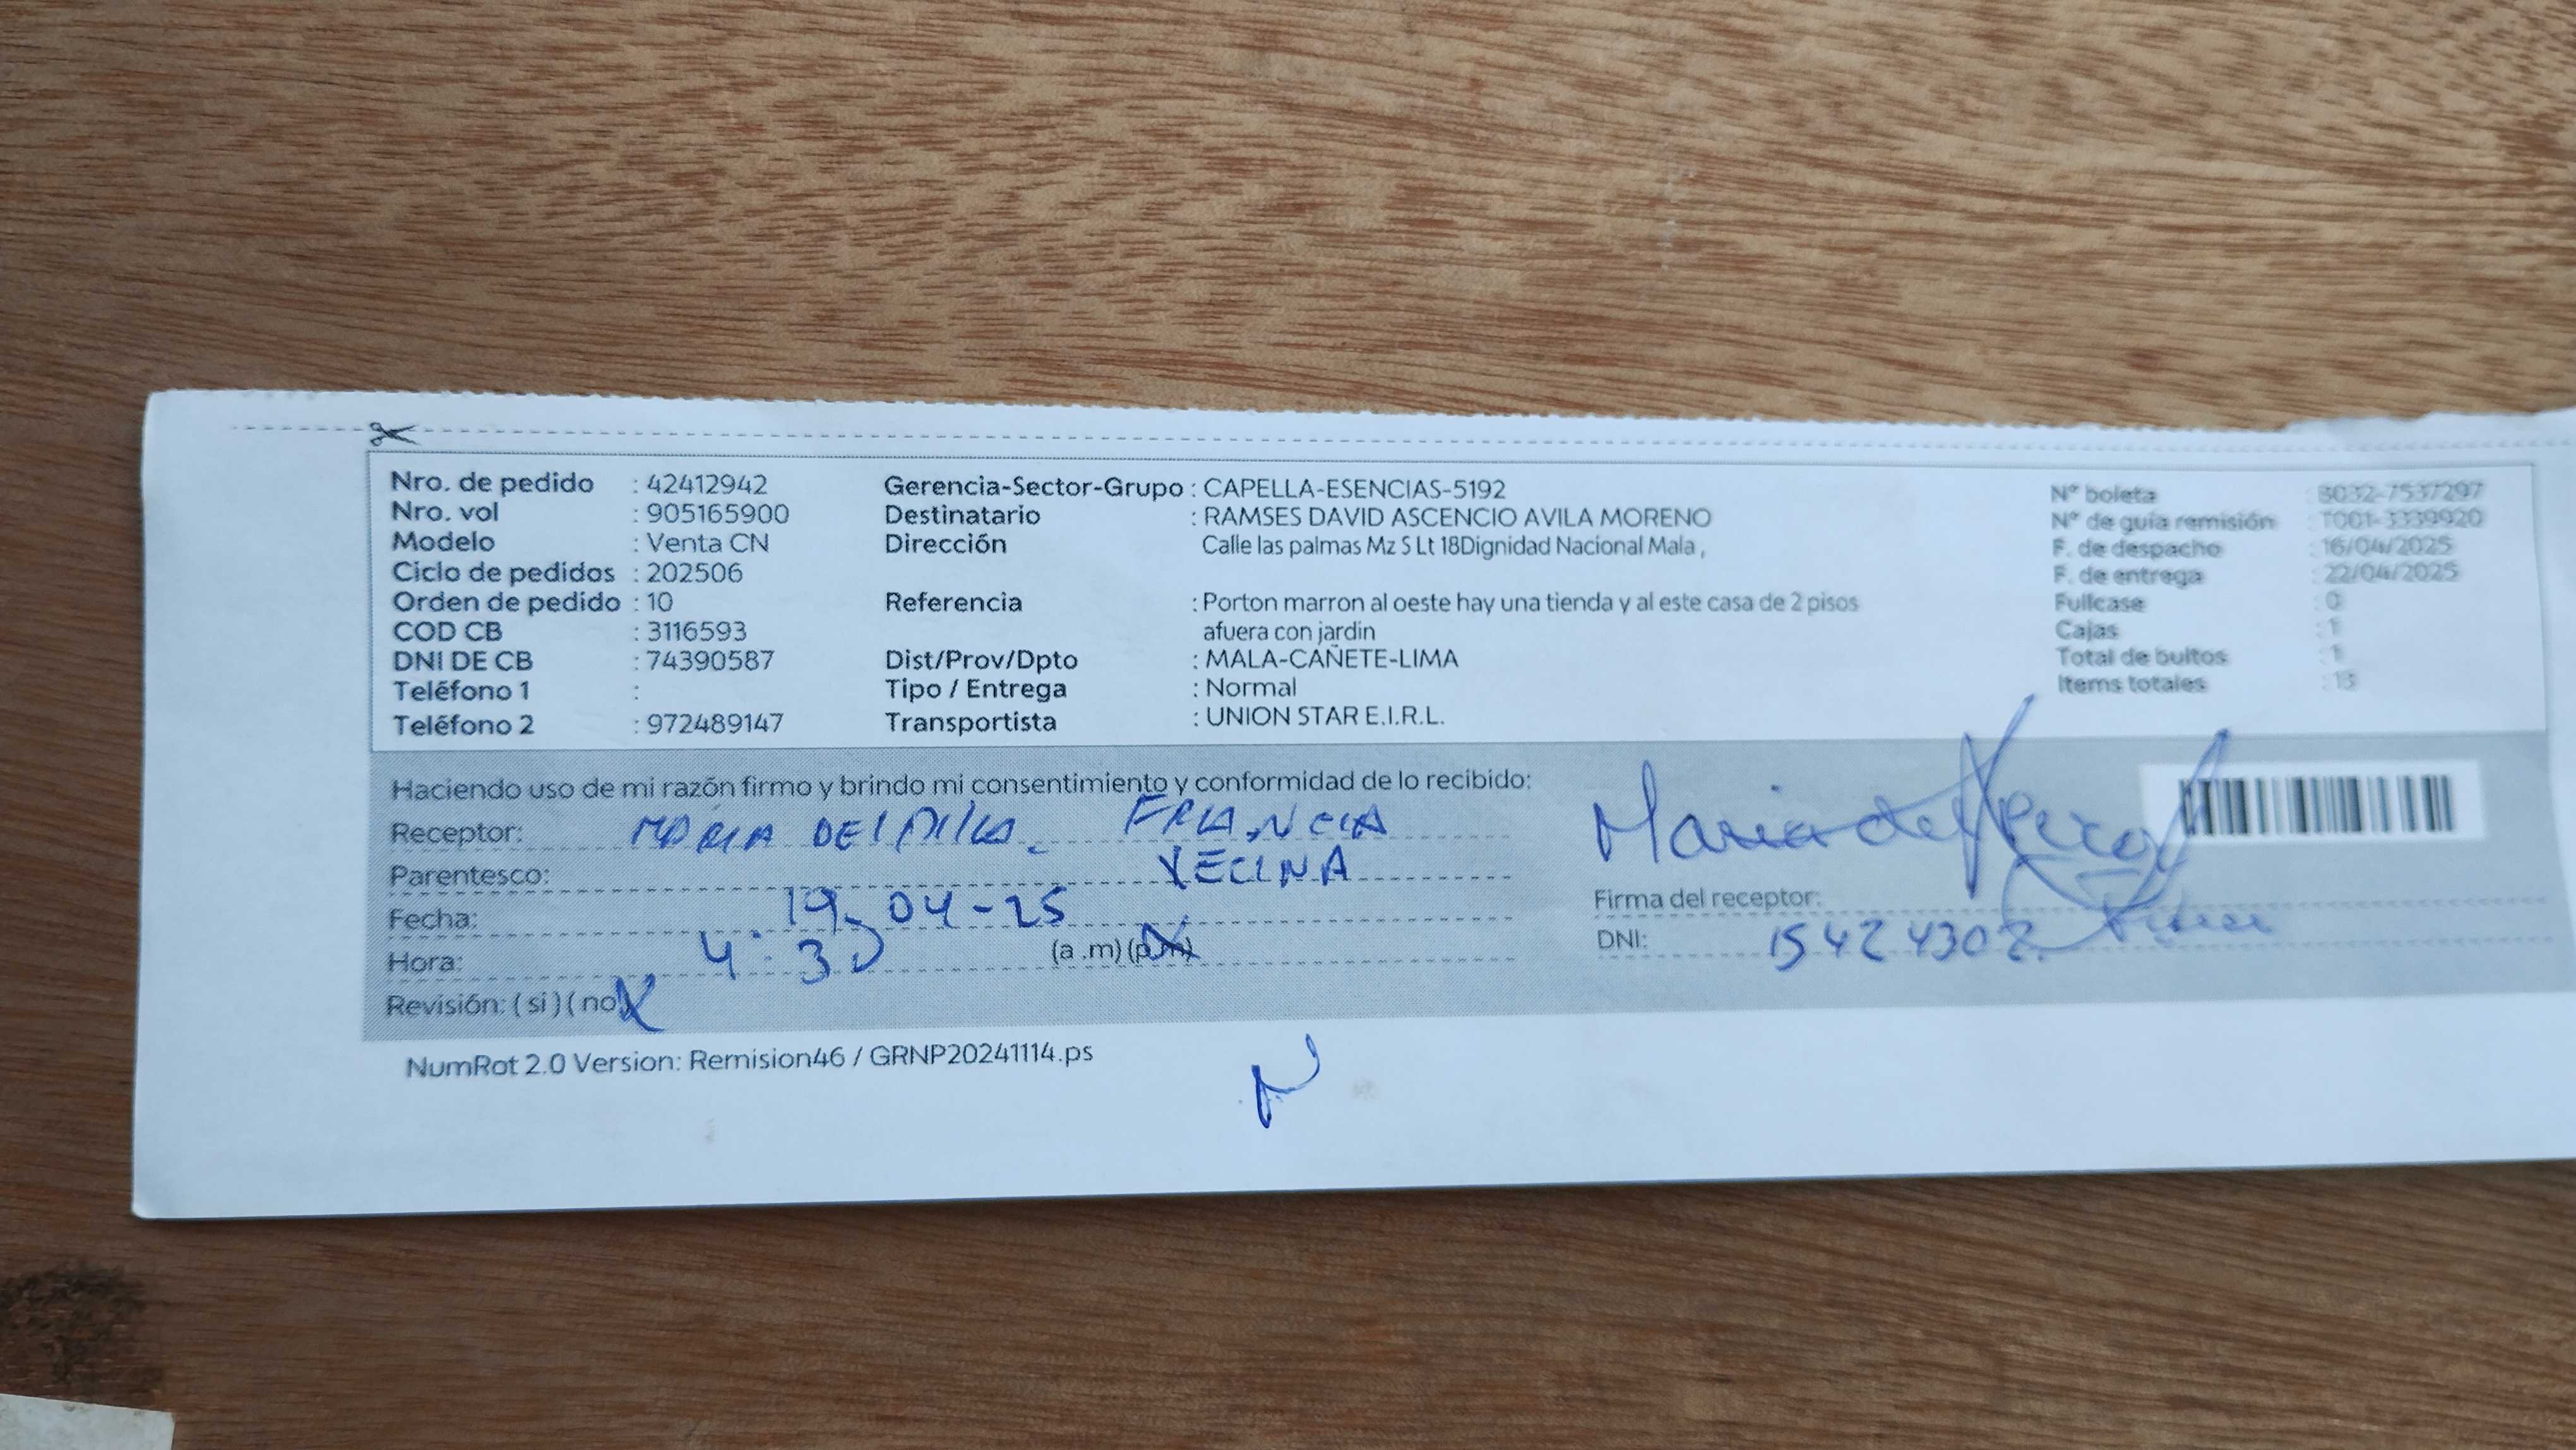 Nro. de pedido : 42412942
Nro. vol : 905165900
Modelo : Venta CN
Ciclo de pedidos : 202506
Orden de pedido : 10
COD CB : 3116593
DNI DE CB : 74390587
Teléfono 1 :
Teléfono 2 : 972489147
Gerencia-Sector-Grupo : CAPELLA-ESENCIAS-5192
Destinatario : RAMSES DAVID ASCENCIO AVILA MORENO
Dirección Calle las palmas Mz S Lt 18Dignidad Nacional Mala ,
Referencia : Porton marron al oeste hay una tienda y al este casa de 2 pisos
afuera con jardin
Dist/Prov/Dpto : MALA-CAÑETE-LIMA
Tipo / Entrega : Normal
Transportista : UNION STAR E.I.R.L.
Nº boleta : B032-7537297
Nº de guía remisión : T001-3339920
F. de despacho : 16/04/2025
F. de entrega : 22/04/2025
Fullcase : 0
Cajas : 1
Total de bultos : 1
Items totales : 13
Haciendo uso de mi razón firmo y brindo mi consentimiento y conformidad de lo recibido:
Receptor: MARIA DEL FRANCIA
Parentesco: VECINA
Fecha: 19-04-25
Hora: 4:30 (a .m) (p.m)
Revisión: ( si ) ( no X
Maria del
Firma del receptor:
DNI: 15424302
NumRot 2.0 Version: Remision46 / GRNP20241114.ps